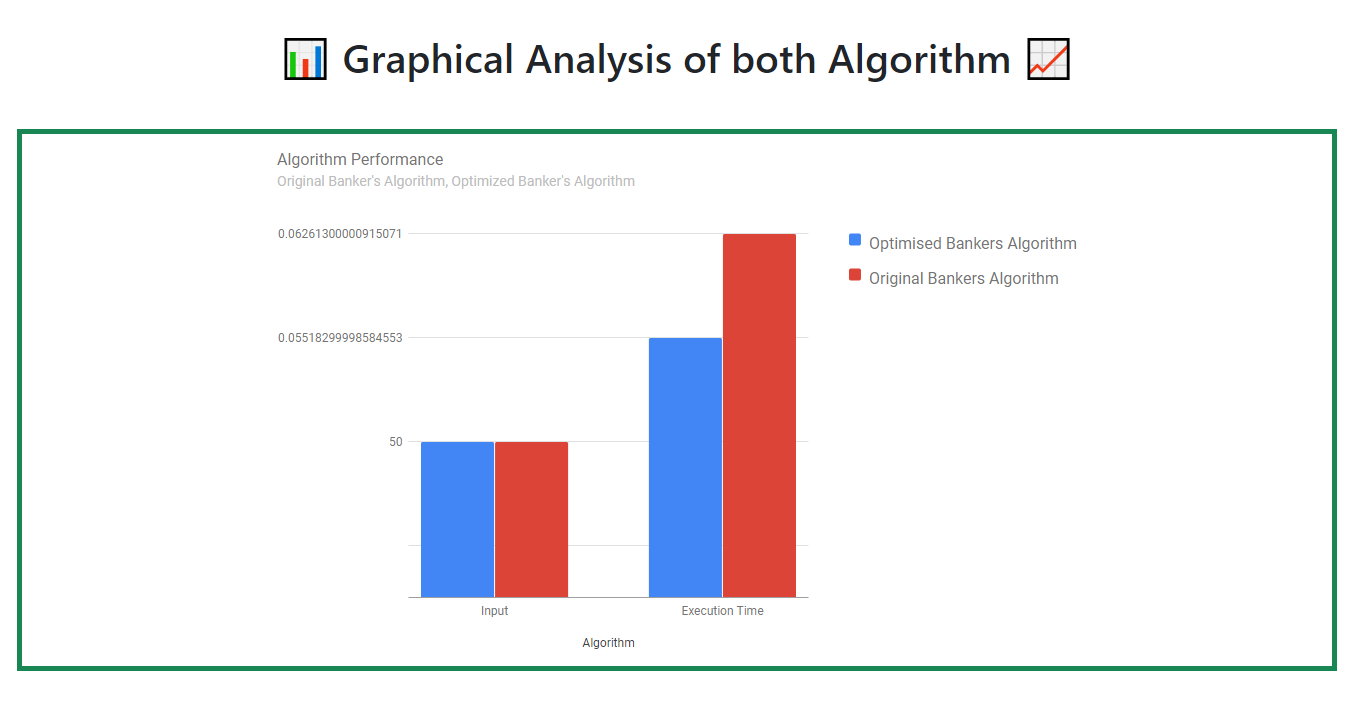 📊 Graphical Analysis of both Algorithm 📈
Algorithm Performance
Original Banker's Algorithm, Optimized Banker's Algorithm
0.06261300000915071
0.05518299998584553
50
Optimised Bankers Algorithm
Original Bankers Algorithm
Input
Execution Time
Algorithm